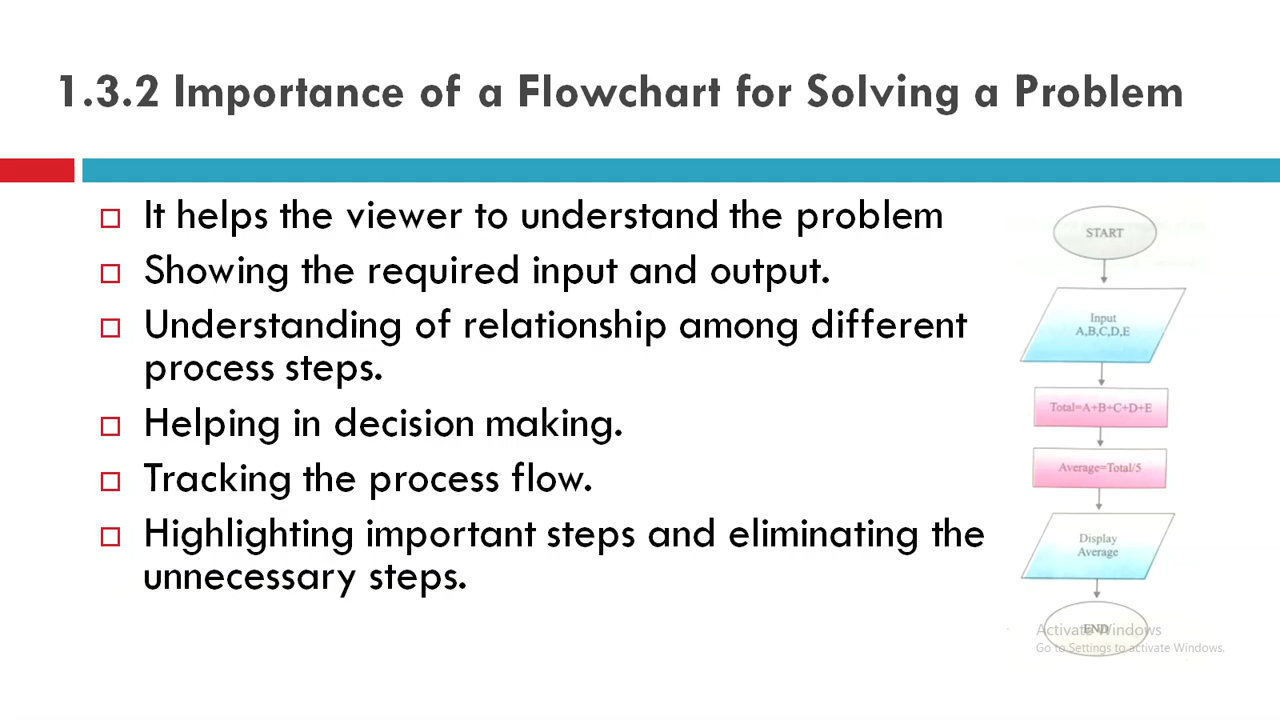 1.3.2 Importance of a Flowchart for Solving a Problem
It helps the viewer to understand the problem
Showing the required input and output.
Understanding of relationship among different
process steps.
Helping in decision making.
Tracking the process flow.
Highlighting important steps and eliminating the
unnecessary steps.
START
Input
A,B,C,D,E
Total=A+B+C+D+E
Average=Total/5
Display
Average
END
Activate Windows
Go to Settings to activate Windows.